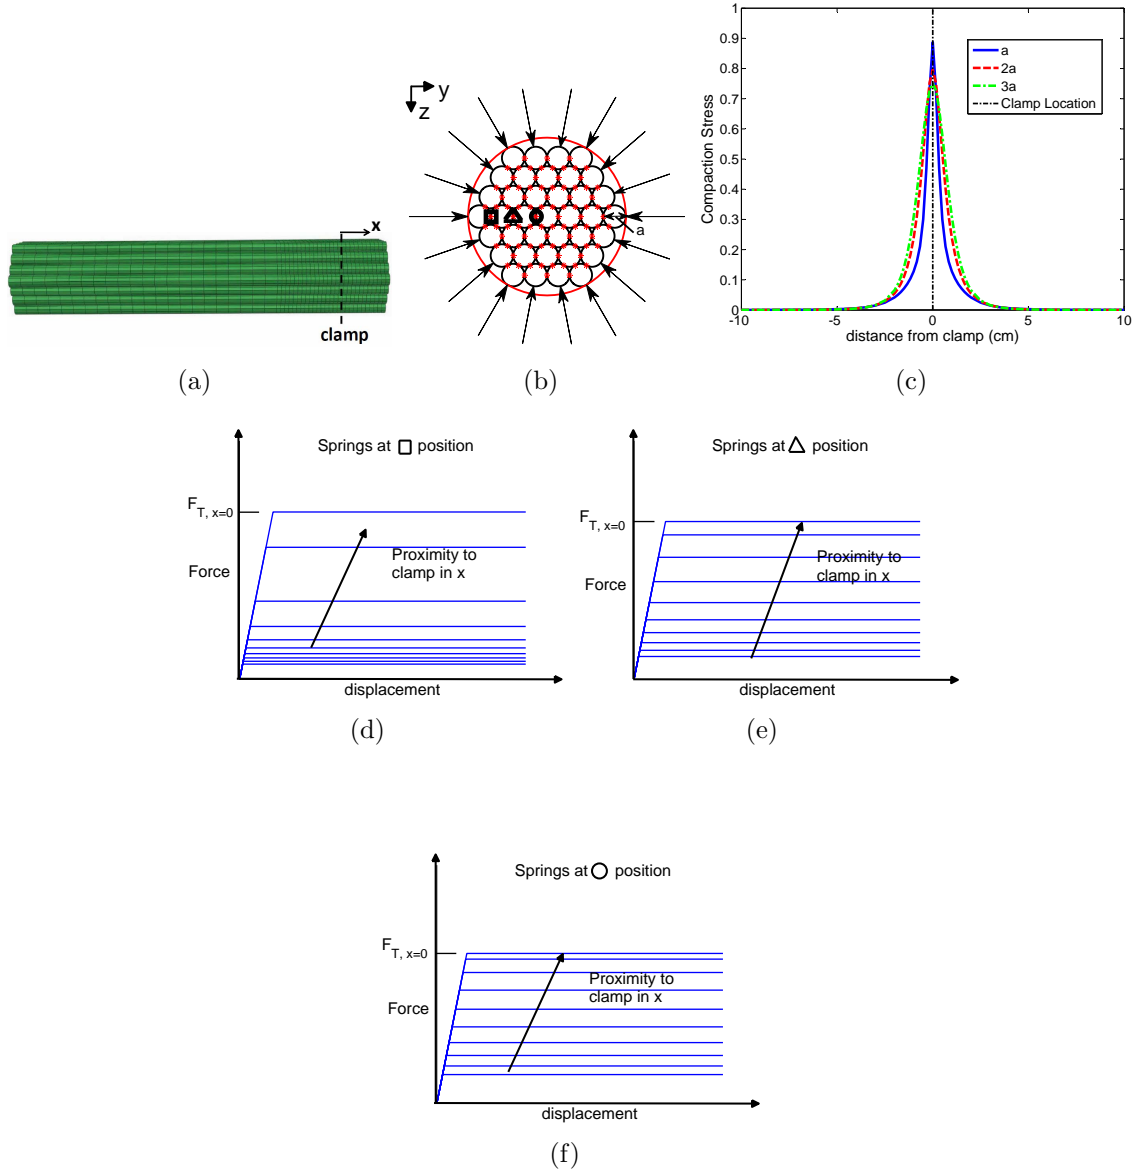 x
clamp
(a)
y
z
a
(b)
1
0.9
0.8
0.7
0.6
0.5
0.4
0.3
0.2
0.1
0
Compaction Stress
-10
-5
0
5
10
distance from clamp (cm)
a
2a
3a
Clamp Location
(c)
Springs at □ position
F_T, x=0
Force
Proximity to
clamp in x
displacement
(d)
Springs at △ position
F_T, x=0
Force
Proximity to
clamp in x
displacement
(e)
Springs at ○ position
F_T, x=0
Force
Proximity to
clamp in x
displacement
(f)